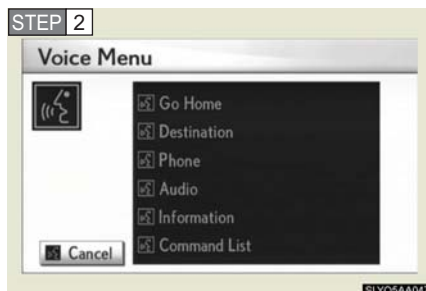 STEP 2
Voice Menu
Go Home
Destination
Phone
Audio
Information
Command List
Cancel